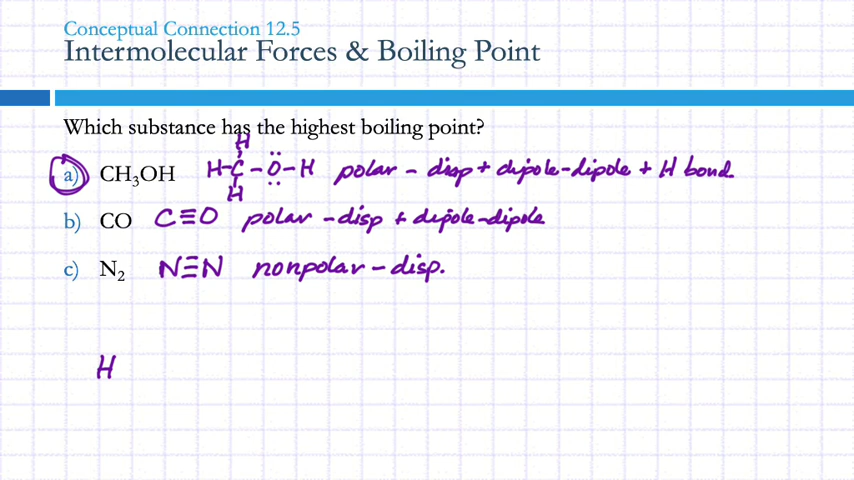 Conceptual Connection 12.5
Intermolecular Forces & Boiling Point
Which substance has the highest boiling point?
H
a) CH₃OH H-C-Ö-H polar - disp + dipole-dipole + H bond
H
b) CO C≡O polar - disp + dipole-dipole
c) N₂ N≡N nonpolar - disp.
H